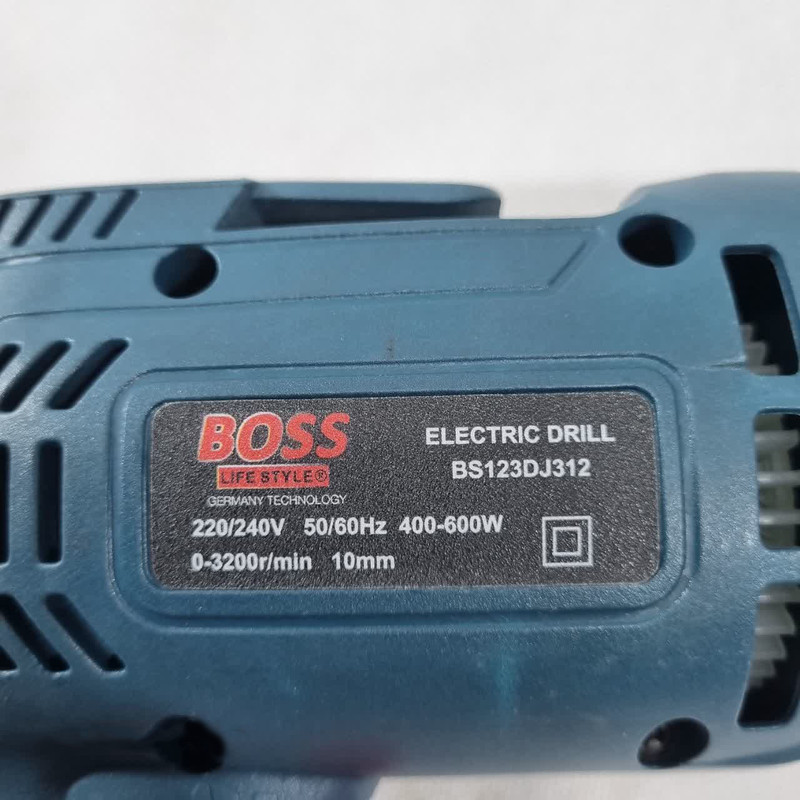 BOSS
LIFE STYLE®
GERMANY TECHNOLOGY
ELECTRIC DRILL
BS123DJ312
220/240V 50/60Hz 400-600W
0-3200r/min 10mm